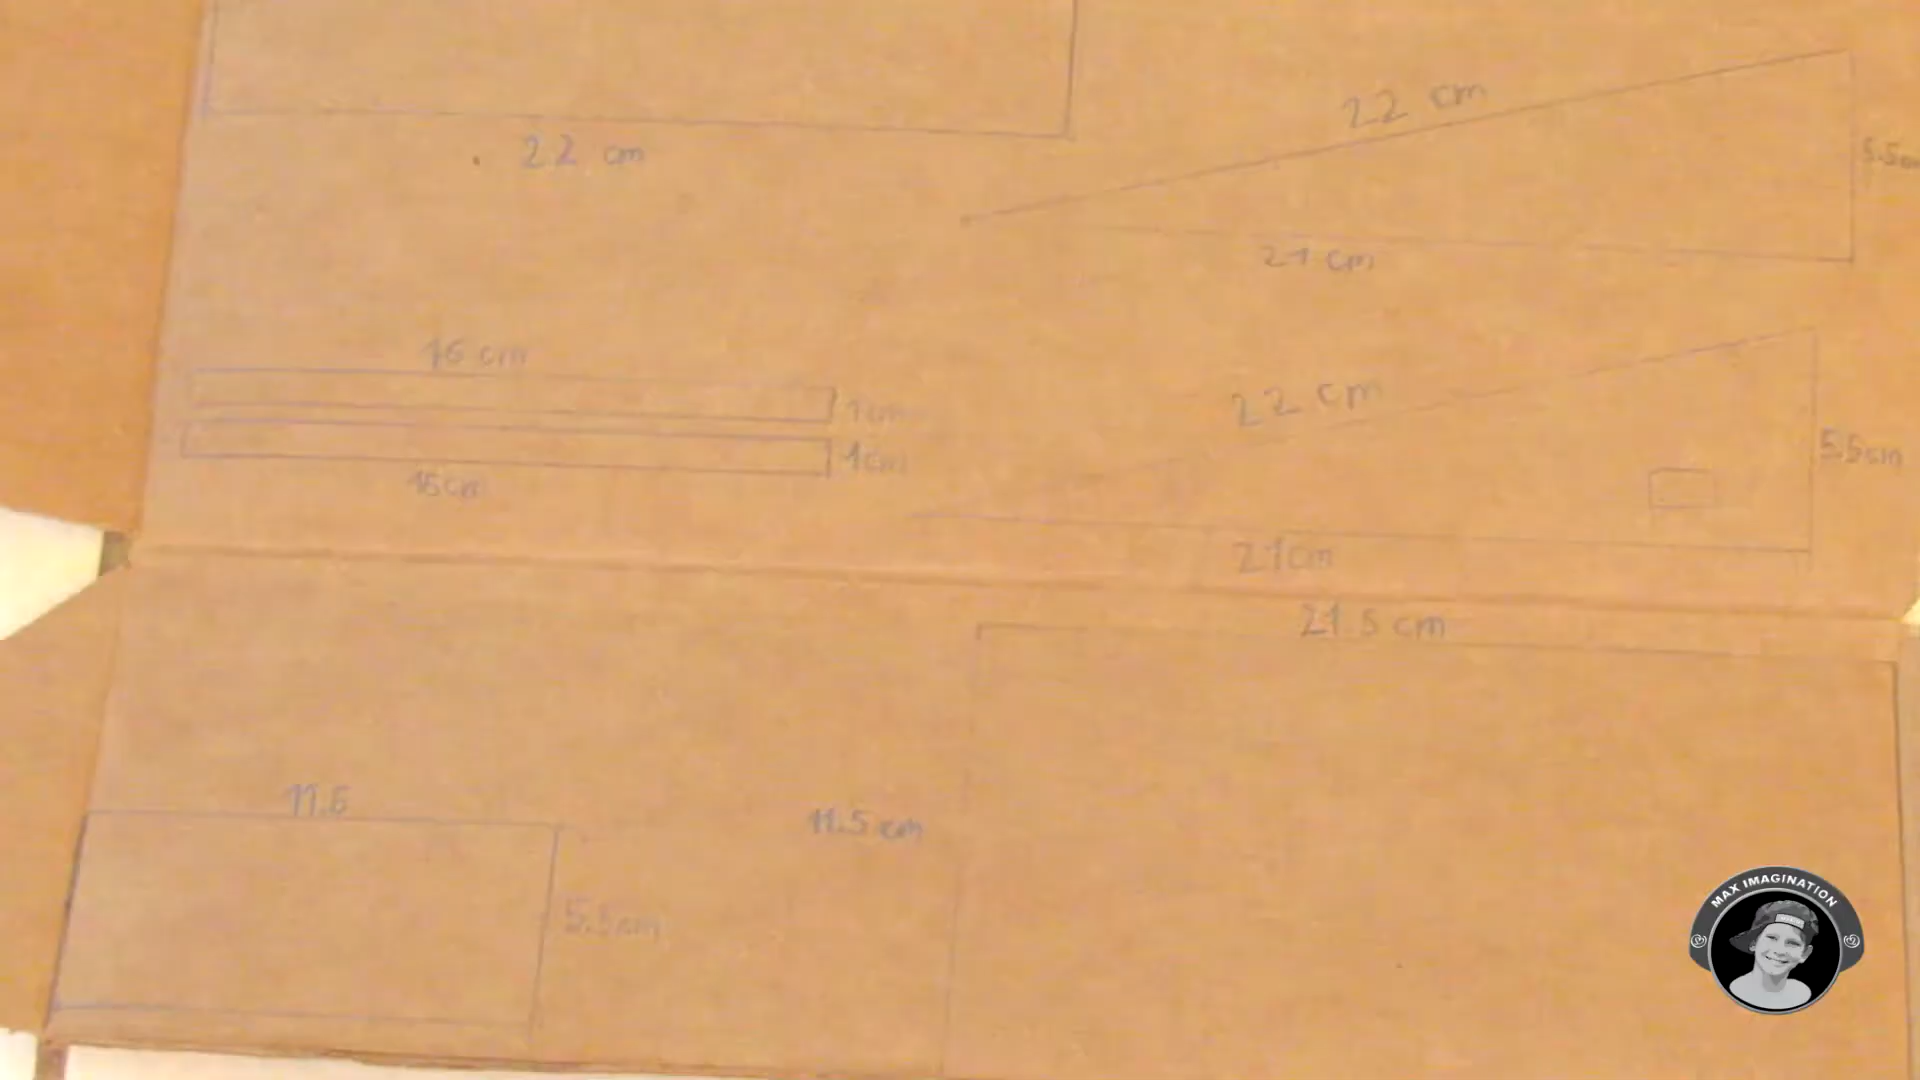 22 cm
22 cm
5.5cm
21 cm
16 cm
1cm
1cm
16cm
22 cm
5.5cm
21cm
21.5 cm
11.5
11.5 cm
5.5cm
MAX IMAGINATION